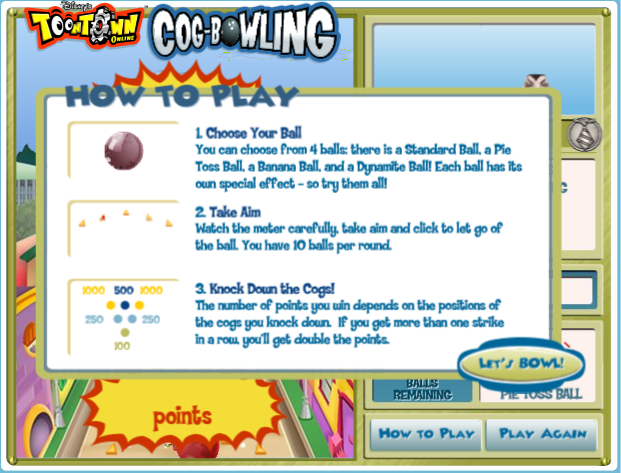 Disney's
TOONTOWN
ONLINE
COG-BOWLING
HOW TO PLAY
1. Choose Your Ball
You can choose from 4 balls: there is a Standard Ball, a Pie
Toss Ball, a Banana Ball, and a Dynamite Ball! Each ball has its
own special effect - so try them all!
2. Take Aim
Watch the meter carefully, take aim and click to let go of
the ball. You have 10 balls per round.
1000 500 1000
250 250
100
3. Knock Down the Cogs!
The number of points you win depends on the positions of
the cogs you knock down. If you get more than one strike
in a row, you'll get double the points.
LET'S BOWL!
points
BALLS
REMAINING
PIE TOSS BALL
HOW TO PLAY
PLAY AGAIN